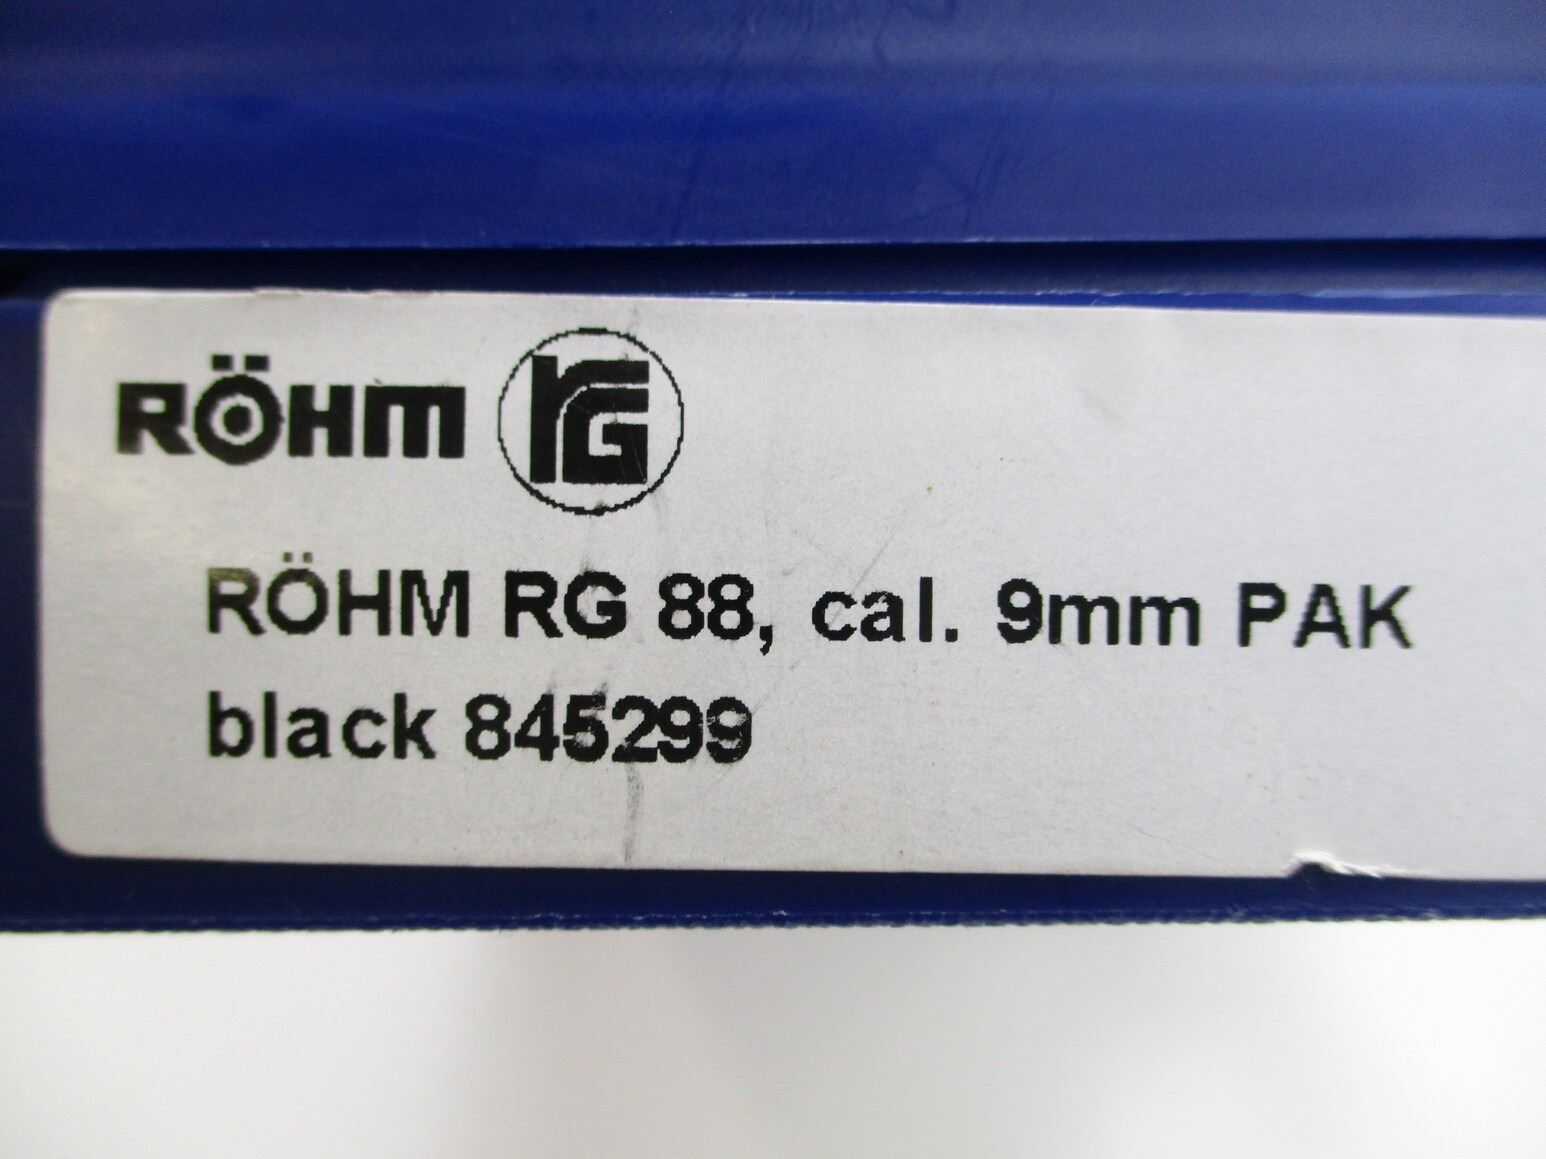 RÖHM rG
RÖHM RG 88, cal. 9mm PAK
black 845299